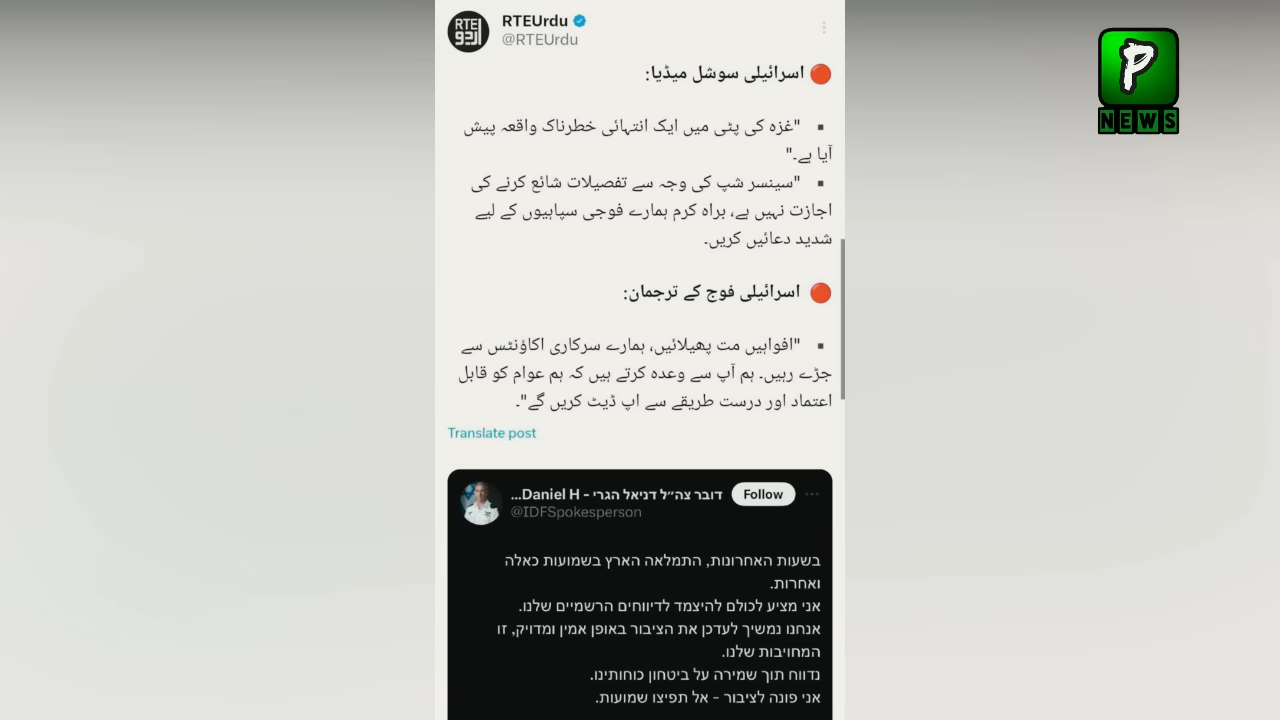 RTEUrdu
@RTEUrdu
RTE
اردو
🔴 اسرائیلی سوشل میڈیا:
▪ "غزہ کی پٹی میں ایک انتہائی خطرناک واقعہ پیش
آیا ہے۔"
▪ "سینسر شپ کی وجہ سے تفصیلات شائع کرنے کی
اجازت نہیں ہے، براہ کرم ہمارے فوجی سپاہیوں کے لیے
شدید دعائیں کریں۔
🔴 اسرائیلی فوج کے ترجمان:
▪ "افواہیں مت پھیلائیں، ہمارے سرکاری اکاؤنٹس سے
جڑے رہیں۔ ہم آپ سے وعدہ کرتے ہیں کہ ہم عوام کو قابل
اعتماد اور درست طریقے سے اپ ڈیٹ کریں گے"۔
Translate post
דובר צה״ל דניאל הגרי - Daniel H...
Follow
@IDFSpokesperson
בשעות האחרונות, התמלאה הארץ בשמועות כאלה
ואחרות.
אני מציע לכולם להיצמד לדיווחים הרשמיים שלנו.
אנחנו נמשיך לעדכן את הציבור באופן אמין ומדויק, זו
המחויבות שלנו.
נדווח תוך שמירה על ביטחון כוחותינו.
אני פונה לציבור - אל תפיצו שמועות.
P
NEWS